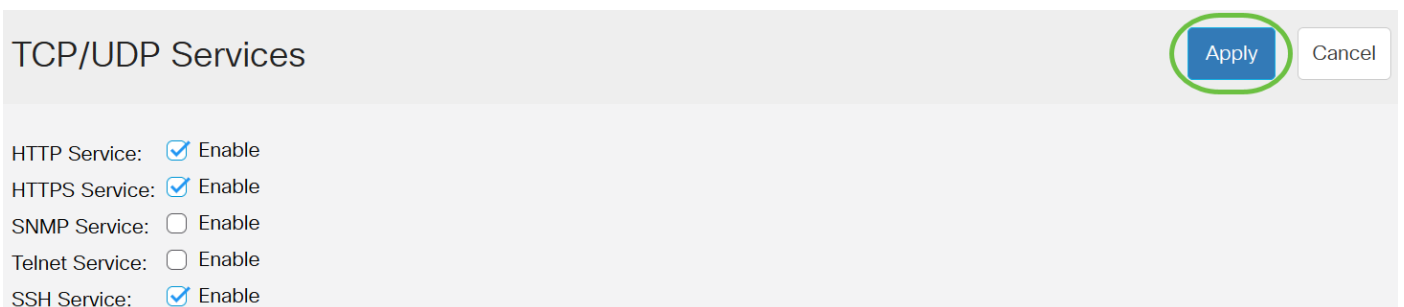 TCP/UDP Services
Apply
Cancel
HTTP Service: Enable
HTTPS Service: Enable
SNMP Service: Enable
Telnet Service: Enable
SSH Service: Enable